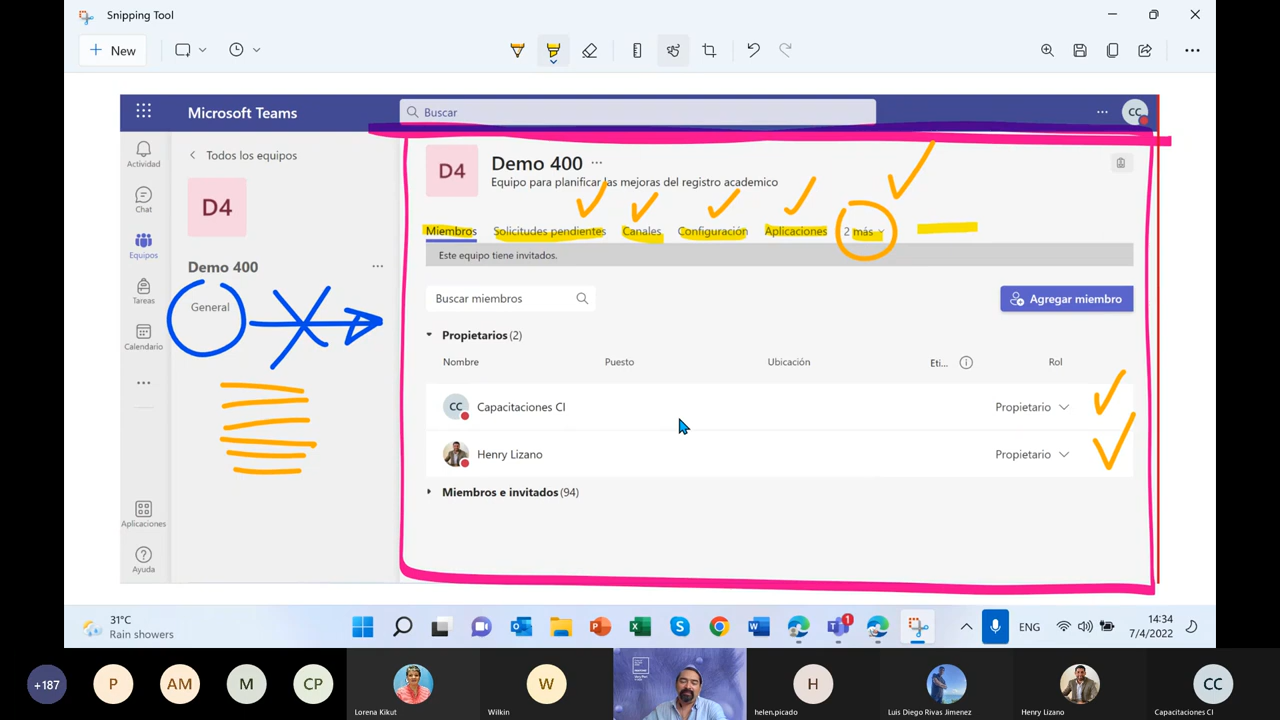 Snipping Tool
New
Microsoft Teams
Buscar
CC
Actividad
Chat
Equipos
Tareas
Calendario
Aplicaciones
Ayuda
Todos los equipos
D4
Demo 400
General
D4
Demo 400
Equipo para planificar las mejoras del registro academico
Miembros Solicitudes pendientes Canales Configuración Aplicaciones 2 más
Este equipo tiene invitados.
Buscar miembros
Agregar miembro
Propietarios (2)
Nombre Puesto Ubicación Eti... Rol
CC Capacitaciones CI Propietario
Henry Lizano Propietario
Miembros e invitados (94)
31°C
Rain showers
1
ENG
14:34
7/4/2022
+187
P
AM
M
CP
Lorena Kikut
W
Wilkin
H
helen.picado
Luis Diego Rivas Jimenez
Henry Lizano
CC
Capacitaciones CI